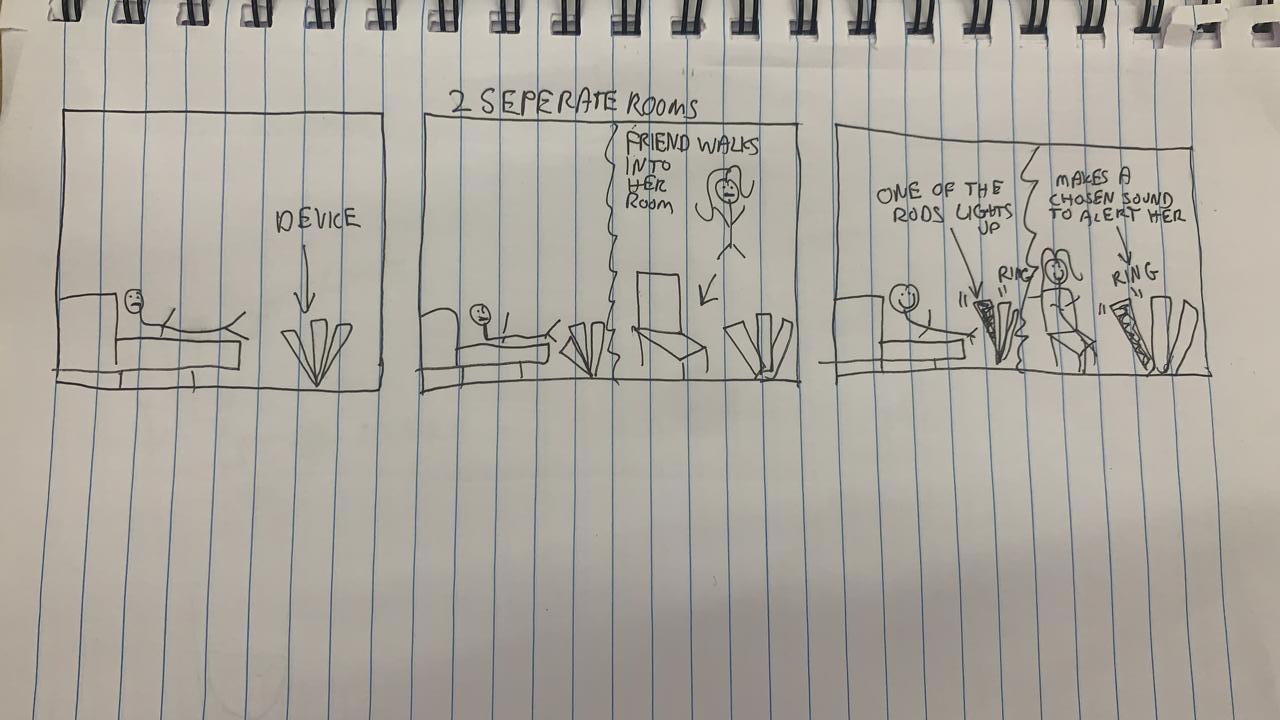 2 SEPERATE ROOMS
DEVICE
FRIEND WALKS
INTO
HER
ROOM
ONE OF THE
RODS LIGHTS
UP
RING
MAKES A
CHOSEN SOUND
TO ALERT HER
RING